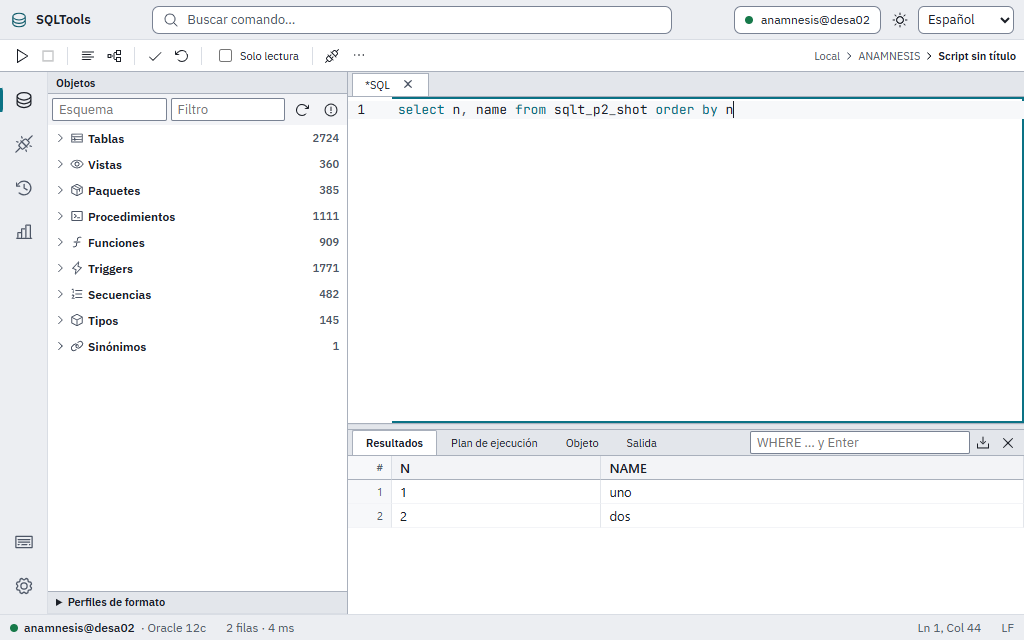 SQLTools
Buscar comando...
anamnesis@desa02
Español
Solo lectura
...
Local > ANAMNESIS > Script sin título
Objetos
Esquema
Filtro
Tablas 2724
Vistas 360
Paquetes 385
Procedimientos 1111
Funciones 909
Triggers 1771
Secuencias 482
Tipos 145
Sinónimos 1
Perfiles de formato
*SQL
1 select n, name from sqlt_p2_shot order by n
Resultados Plan de ejecución Objeto Salida
WHERE ... y Enter
# N NAME
1 1 uno
2 2 dos
anamnesis@desa02 · Oracle 12c 2 filas · 4 ms
Ln 1, Col 44 LF